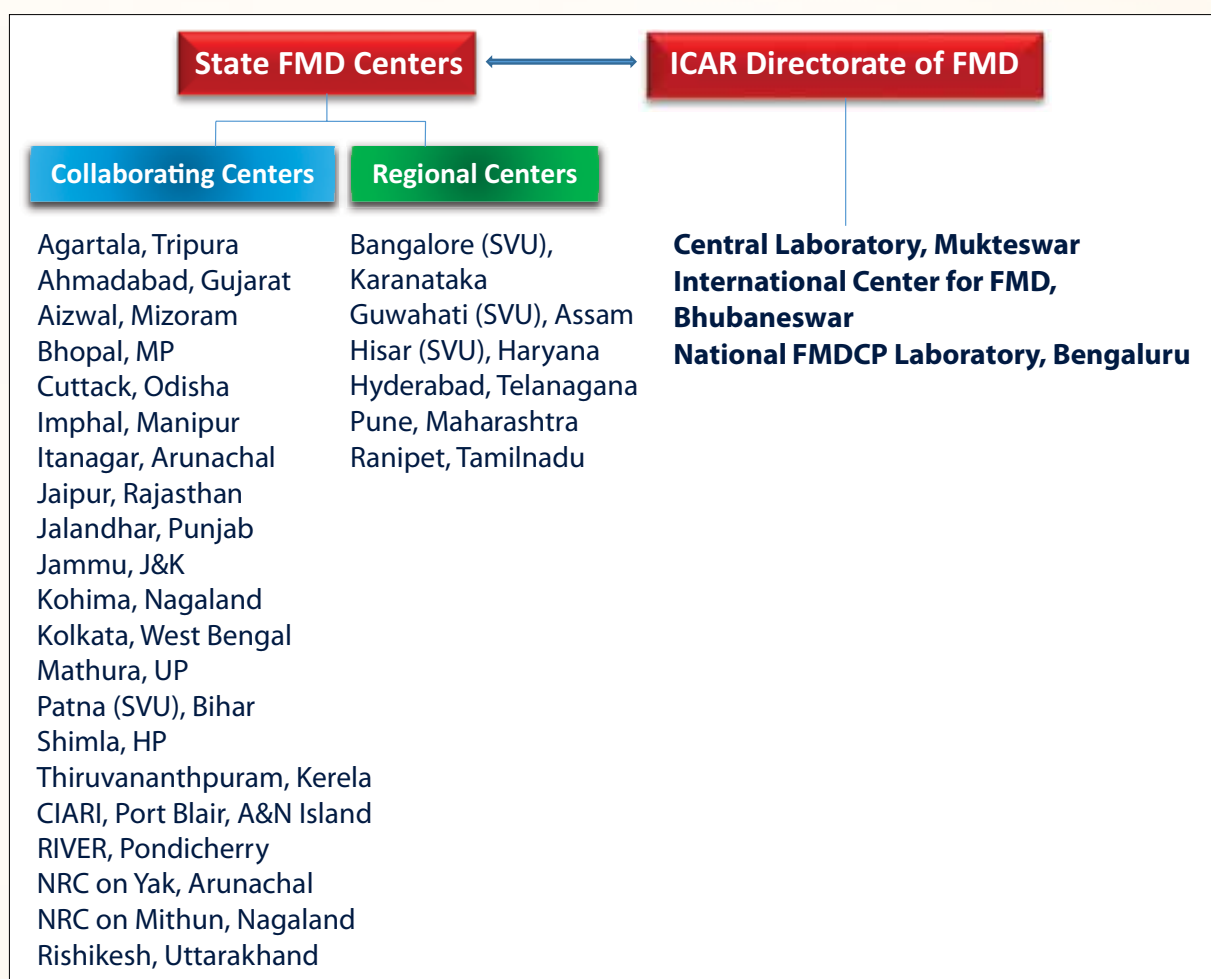 State FMD Centers
ICAR Directorate of FMD
Collaborating Centers
Regional Centers
Agartala, Tripura
Ahmadabad, Gujarat
Aizwal, Mizoram
Bhopal, MP
Cuttack, Odisha
Imphal, Manipur
Itanagar, Arunachal
Jaipur, Rajasthan
Jalandhar, Punjab
Jammu, J&K
Kohima, Nagaland
Kolkata, West Bengal
Mathura, UP
Patna (SVU), Bihar
Shimla, HP
Thiruvananthpuram, Kerela
CIARI, Port Blair, A&N Island
RIVER, Pondicherry
NRC on Yak, Arunachal
NRC on Mithun, Nagaland
Rishikesh, Uttarakhand
Bangalore (SVU),
Karanataka
Guwahati (SVU), Assam
Hisar (SVU), Haryana
Hyderabad, Telanagana
Pune, Maharashtra
Ranipet, Tamilnadu
Central Laboratory, Mukteswar
International Center for FMD,
Bhubaneswar
National FMDCP Laboratory, Bengaluru